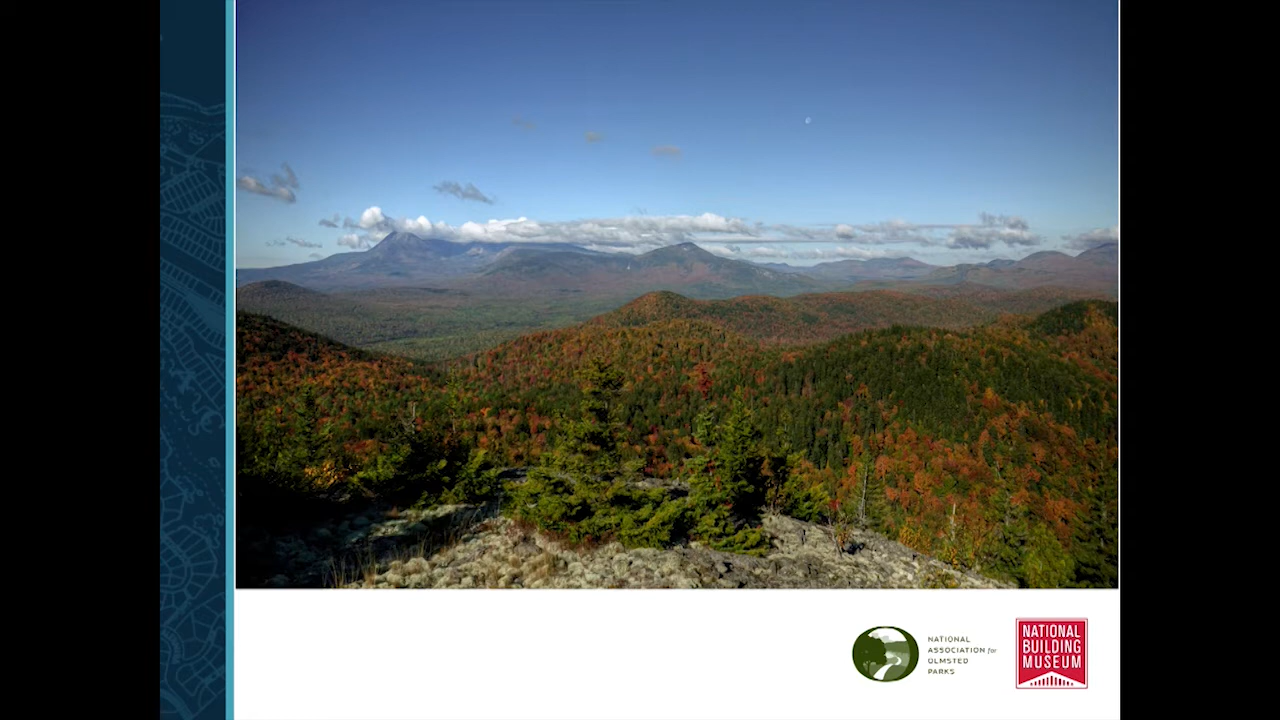 NATIONAL
ASSOCIATION for
OLMSTED
PARKS
NATIONAL
BUILDING
MUSEUM